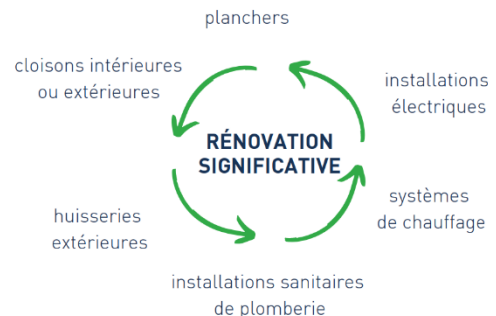 planchers
cloisons intérieures
ou extérieures
installations
électriques
RÉNOVATION
SIGNIFICATIVE
systèmes
de chauffage
huisseries
extérieures
installations sanitaires
de plomberie